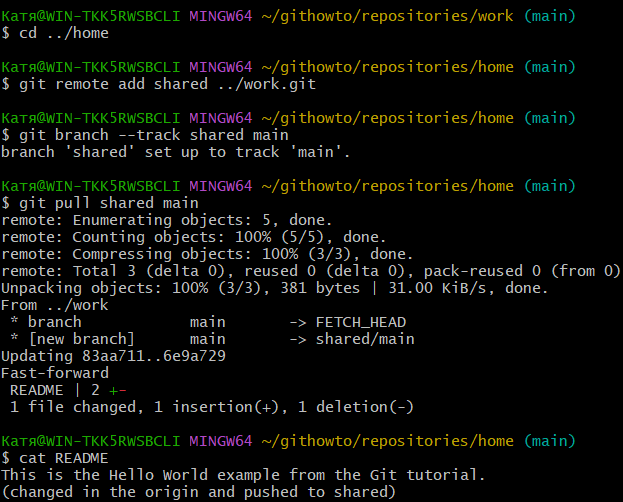 Катя@WIN-TKK5RWSBCLI MINGW64 ~/githowto/repositories/work (main)
$ cd ../home
Катя@WIN-TKK5RWSBCLI MINGW64 ~/githowto/repositories/home (main)
$ git remote add shared ../work.git
Катя@WIN-TKK5RWSBCLI MINGW64 ~/githowto/repositories/home (main)
$ git branch --track shared main
branch 'shared' set up to track 'main'.
Катя@WIN-TKK5RWSBCLI MINGW64 ~/githowto/repositories/home (main)
$ git pull shared main
remote: Enumerating objects: 5, done.
remote: Counting objects: 100% (5/5), done.
remote: Compressing objects: 100% (3/3), done.
remote: Total 3 (delta 0), reused 0 (delta 0), pack-reused 0 (from 0)
Unpacking objects: 100% (3/3), 381 bytes | 31.00 KiB/s, done.
From ../work
 * branch            main       -> FETCH_HEAD
 * [new branch]      main       -> shared/main
Updating 83aa711..6e9a729
Fast-forward
 README | 2 +-
 1 file changed, 1 insertion(+), 1 deletion(-)
Катя@WIN-TKK5RWSBCLI MINGW64 ~/githowto/repositories/home (main)
$ cat README
This is the Hello World example from the Git tutorial.
(changed in the origin and pushed to shared)